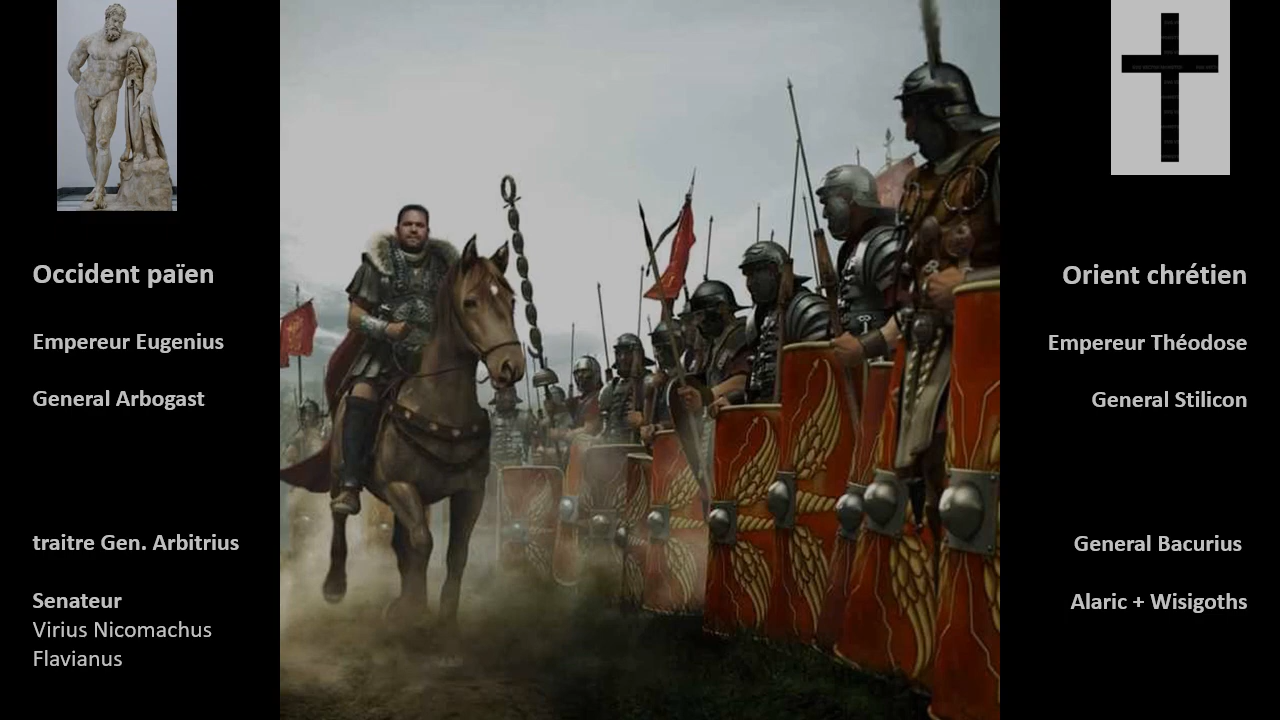 Occident païen
Empereur Eugenius
General Arbogast
traitre Gen. Arbitrius
Senateur
Virius Nicomachus
Flavianus
Orient chrétien
Empereur Théodose
General Stilicon
General Bacurius
Alaric + Wisigoths